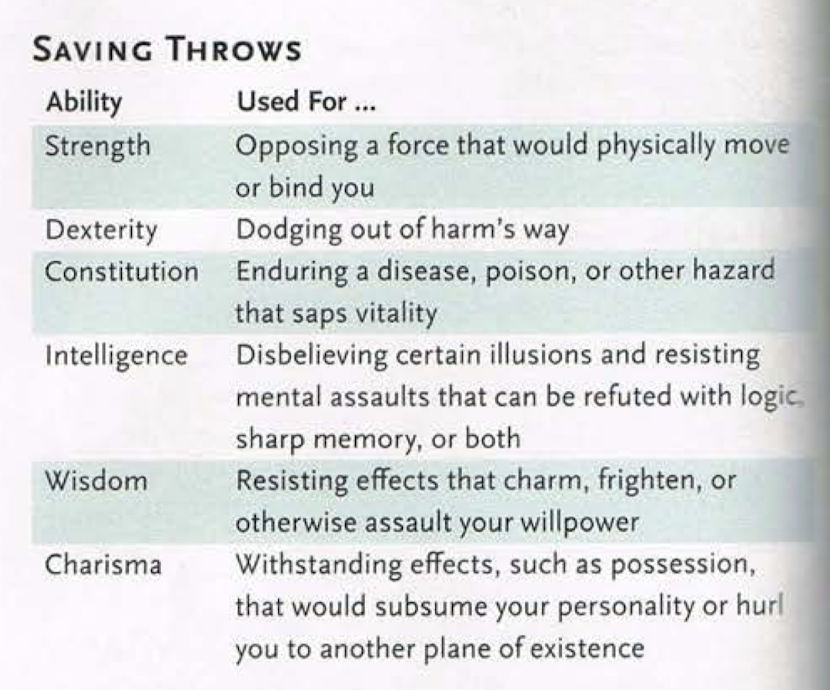 SAVING THROWS
Ability Used For ...
Strength Opposing a force that would physically move
or bind you
Dexterity Dodging out of harm's way
Constitution Enduring a disease, poison, or other hazard
that saps vitality
Intelligence Disbelieving certain illusions and resisting
mental assaults that can be refuted with logic,
sharp memory, or both
Wisdom Resisting effects that charm, frighten, or
otherwise assault your willpower
Charisma Withstanding effects, such as possession,
that would subsume your personality or hurl
you to another plane of existence